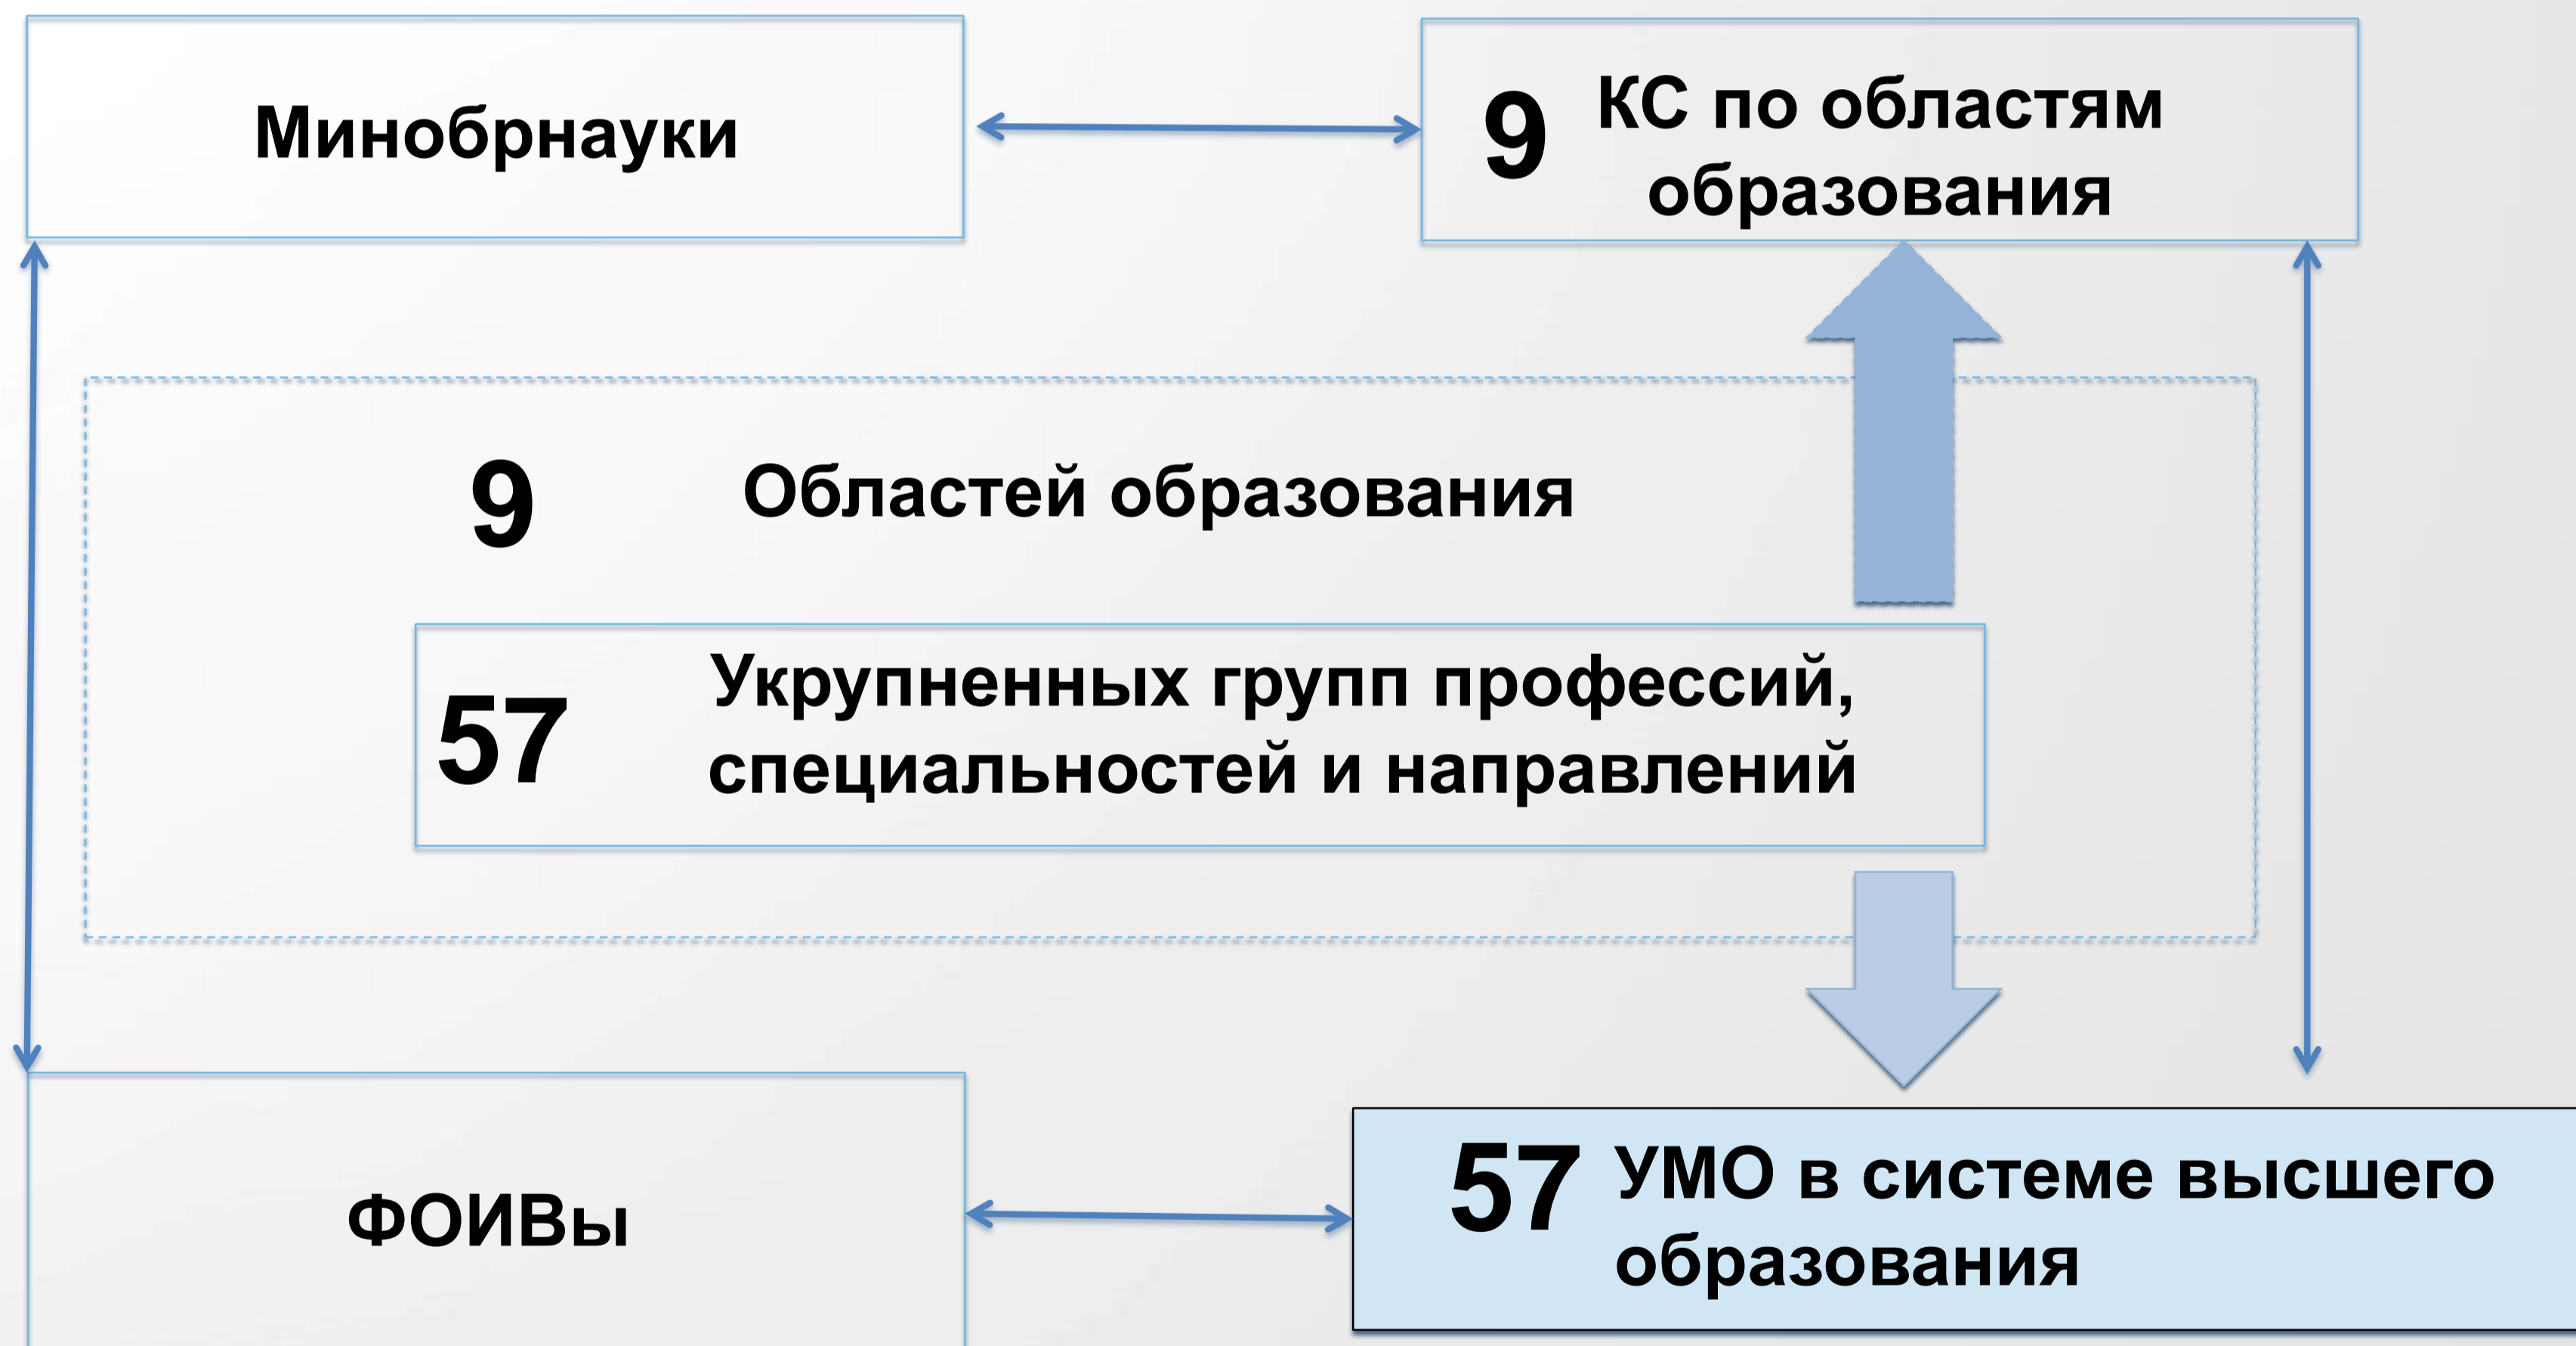 Минобрнауки
9 КС по областям
образования
9 Областей образования
57 Укрупненных групп профессий,
специальностей и направлений
ФОИВы
57 УМО в системе высшего
образования